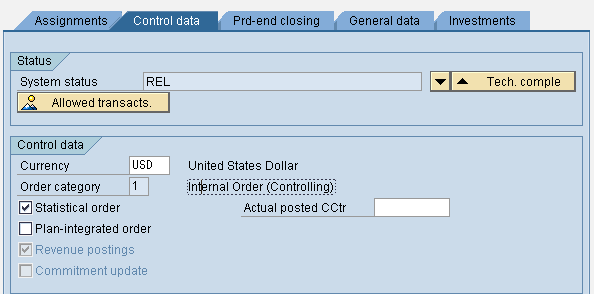 Assignments Control data Prd-end closing General data Investments
Status
System status REL Tech. comple
Allowed transacts.
Control data
Currency USD United States Dollar
Order category 1 Internal Order (Controlling)
Statistical order Actual posted CCtr
Plan-integrated order
Revenue postings
Commitment update